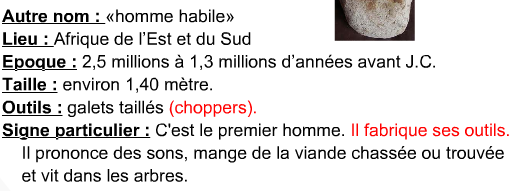 Autre nom : «homme habile»
Lieu : Afrique de l’Est et du Sud
Epoque : 2,5 millions à 1,3 millions d’années avant J.C.
Taille : environ 1,40 mètre.
Outils : galets taillés (choppers).
Signe particulier : C'est le premier homme. Il fabrique ses outils.
Il prononce des sons, mange de la viande chassée ou trouvée
et vit dans les arbres.